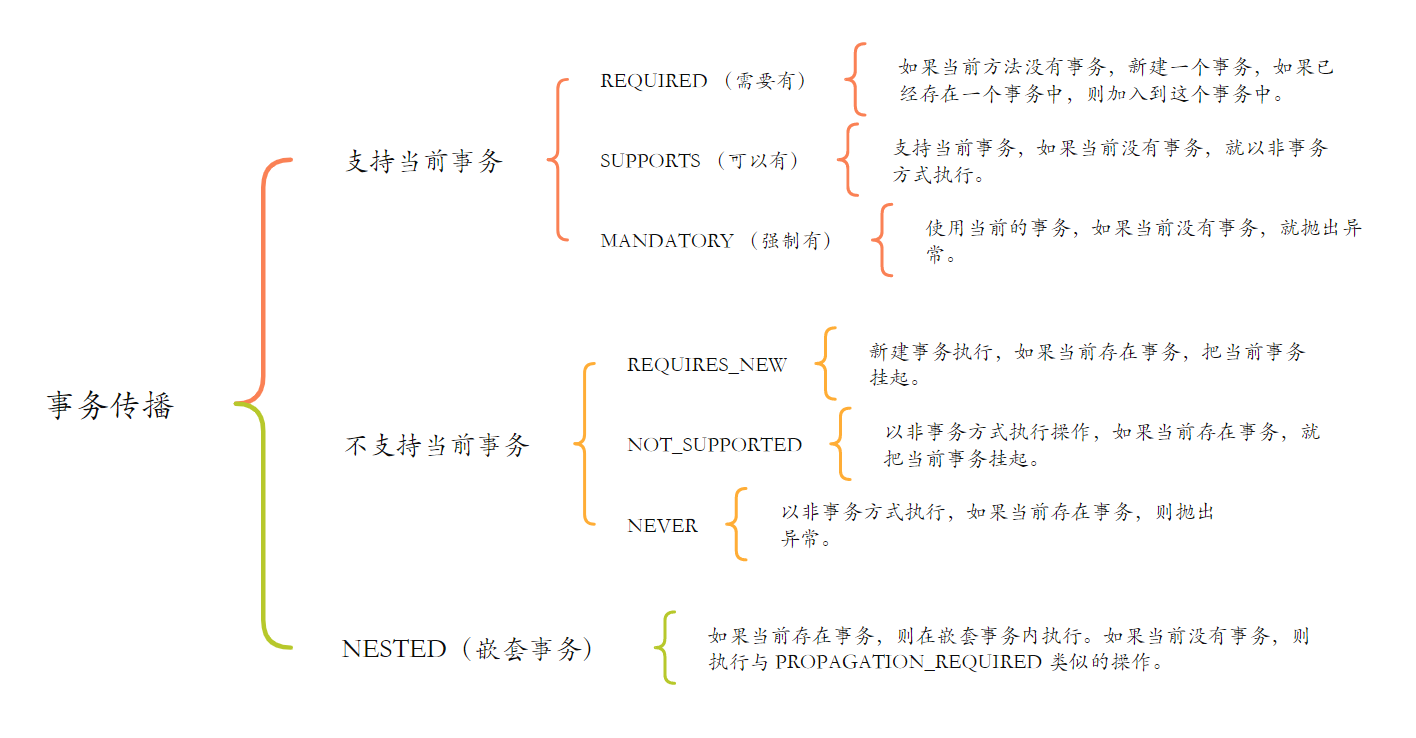 事务传播
支持当前事务
REQUIRED（需要有）
如果当前方法没有事务，新建一个事务，如果已
经存在一个事务中，则加入到这个事务中。
SUPPORTS（可以有）
支持当前事务，如果当前没有事务，就以非事务
方式执行。
MANDATORY（强制有）
使用当前的事务，如果当前没有事务，就抛出异
常。
不支持当前事务
REQUIRES_NEW
新建事务执行，如果当前存在事务，把当前事务
挂起。
NOT_SUPPORTED
以非事务方式执行操作，如果当前存在事务，就
把当前事务挂起。
NEVER
以非事务方式执行，如果当前存在事务，则抛出
异常。
NESTED（嵌套事务）
如果当前存在事务，则在嵌套事务内执行。如果当前没有事务，则
执行与 PROPAGATION_REQUIRED 类似的操作。